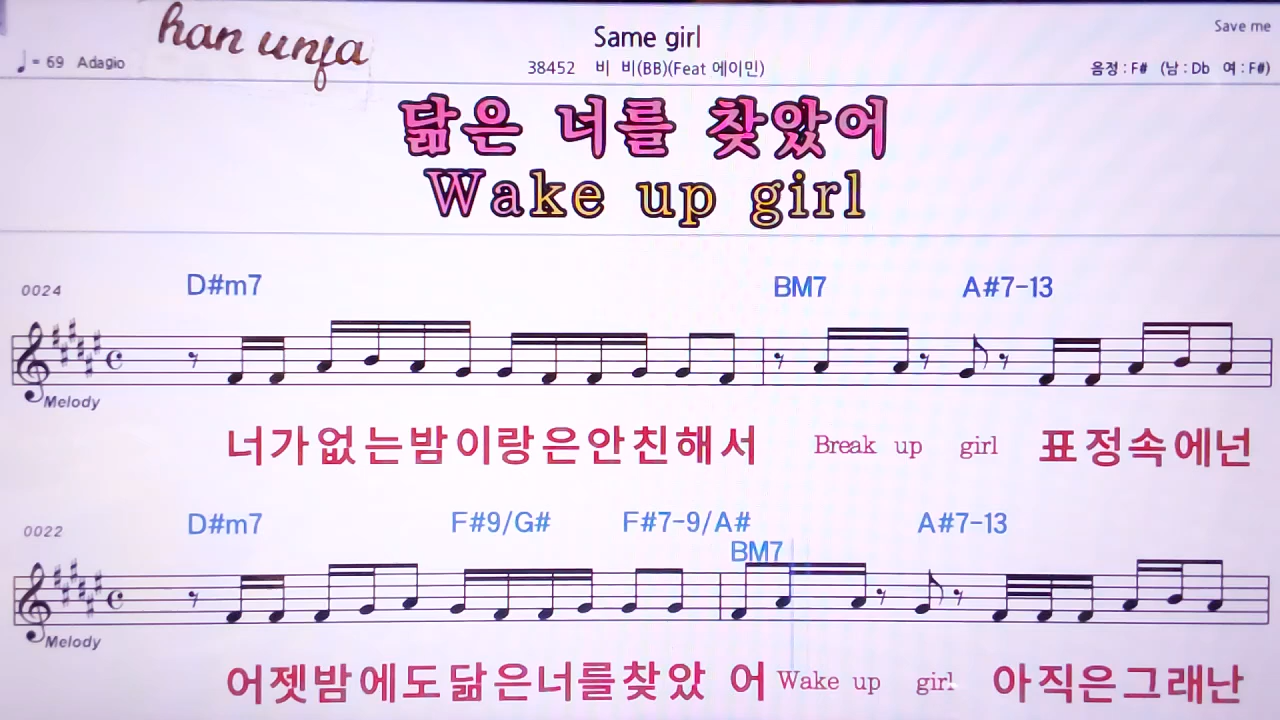 han unja
Same girl
Save me
♩= 69 Adagio
38452 비 비(BB)(Feat 에이민)
음정 : F# (남 : Db 여 : F#)
닮은 너를 찾았어
Wake up girl
0024 D#m7 BM7 A#7-13
Melody
너가없는밤이랑은안친해서 Break up girl 표정속에넌
0022 D#m7 F#9/G# F#7-9/A# A#7-13
BM7
Melody
어젯밤에도닮은너를찾았 어 Wake up girl 아직은그래난